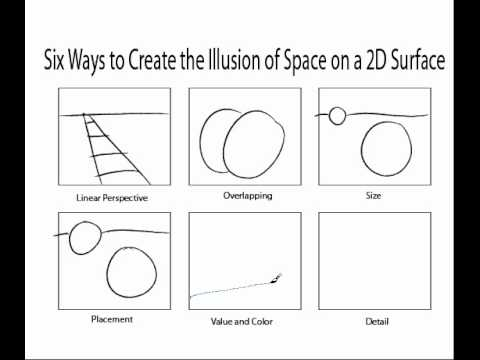 Six Ways to Create the Illusion of Space on a 2D Surface
Linear Perspective
Overlapping
Size
Placement
Value and Color
Detail